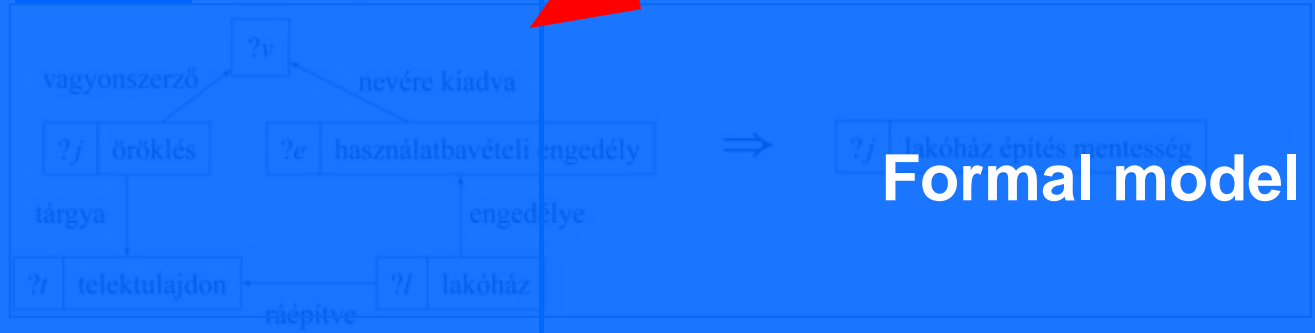 ?v
vagyonszerző
nevére kiadva
?j öröklés
?e használatbavételi engedély
⇒
?j lakóház építés mentesség
Formal model
tárgya
engedélye
?t telektulajdon
?l lakóház
ráépítve